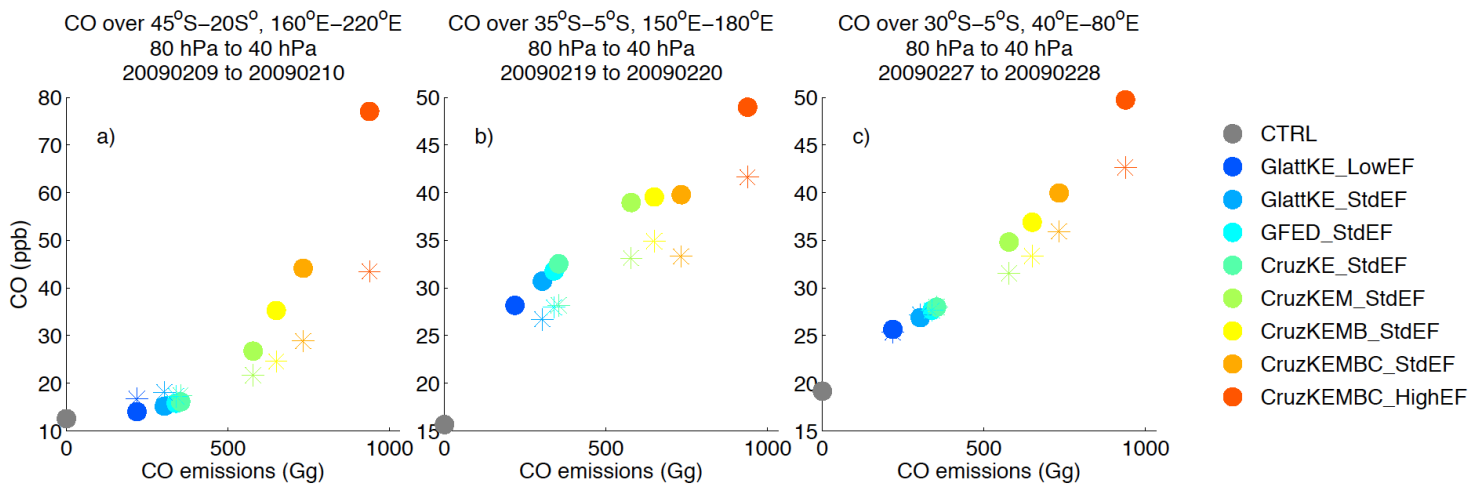 CO over 45°S−20S°, 160°E−220°E
80 hPa to 40 hPa
20090209 to 20090210
CO over 35°S−5°S, 150°E−180°E
80 hPa to 40 hPa
20090219 to 20090220
CO over 30°S−5°S, 40°E−80°E
80 hPa to 40 hPa
20090227 to 20090228
a)
80
70
60
50
40
30
20
10
CO (ppb)
0
500
1000
CO emissions (Gg)
b)
50
45
40
35
30
25
20
15
0
500
1000
CO emissions (Gg)
c)
50
45
40
35
30
25
20
15
0
500
1000
CO emissions (Gg)
CTRL
GlattKE_LowEF
GlattKE_StdEF
GFED_StdEF
CruzKE_StdEF
CruzKEM_StdEF
CruzKEMB_StdEF
CruzKEMBC_StdEF
CruzKEMBC_HighEF